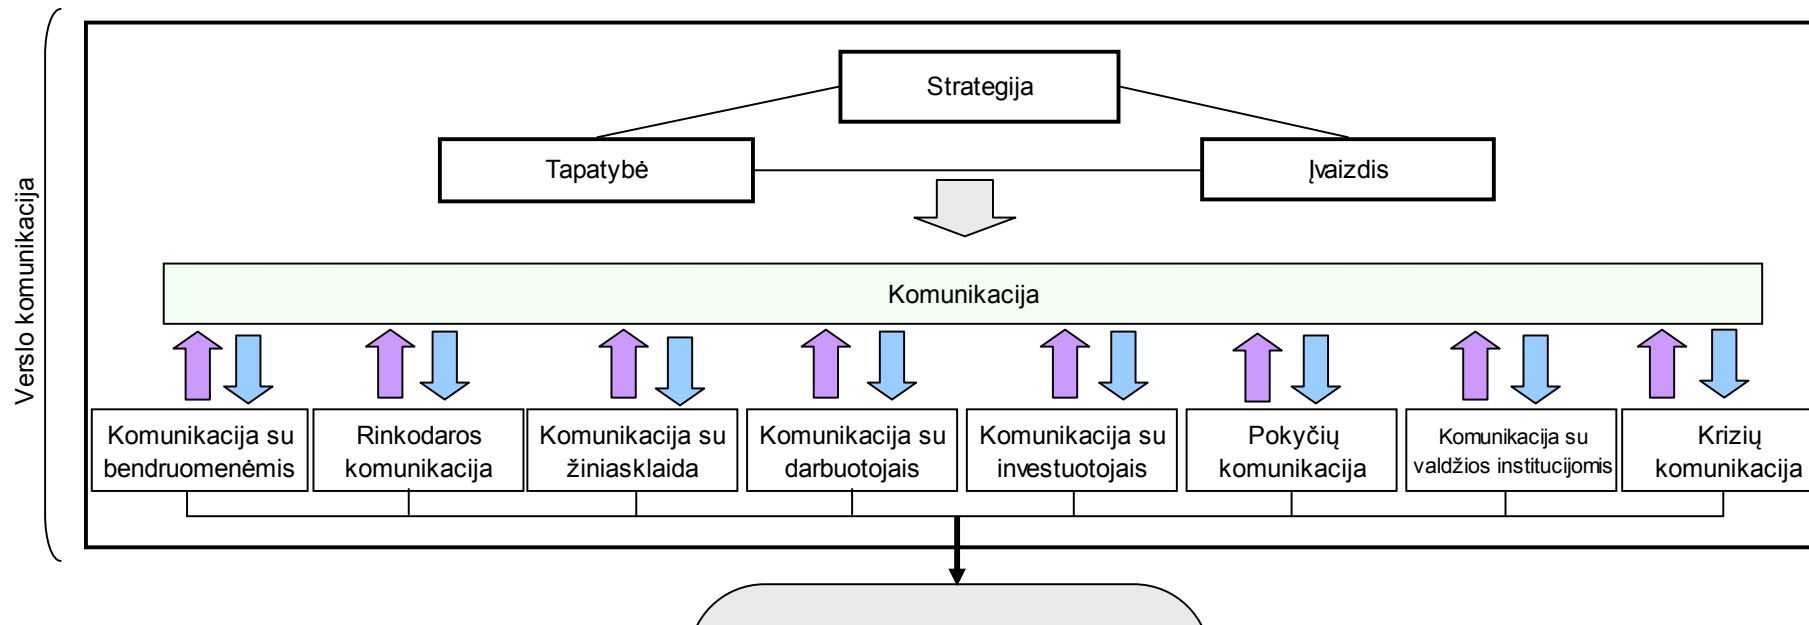 Verslo komunikacija
Strategija
Tapatybė
Įvaizdis
Komunikacija
Komunikacija su
bendruomenėmis
Rinkodaros
komunikacija
Komunikacija su
žiniasklaida
Komunikacija su
darbuotojais
Komunikacija su
investuotojais
Pokyčių
komunikacija
Komunikacija su
valdžios institucijomis
Krizių
komunikacija